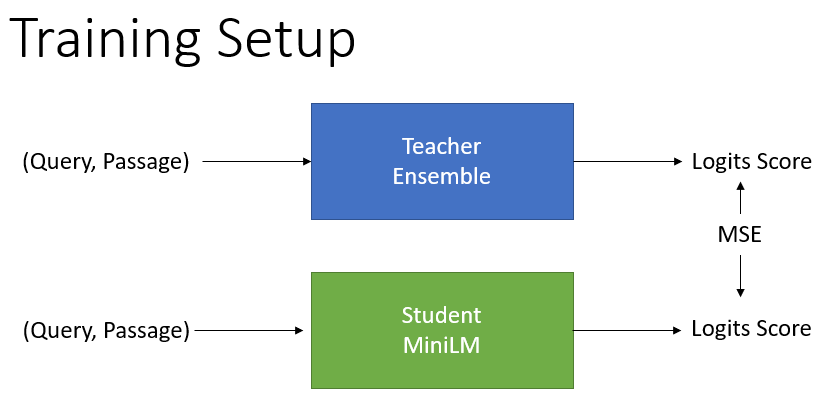 Training Setup
(Query, Passage)
Teacher
Ensemble
Logits Score
MSE
(Query, Passage)
Student
MiniLM
Logits Score